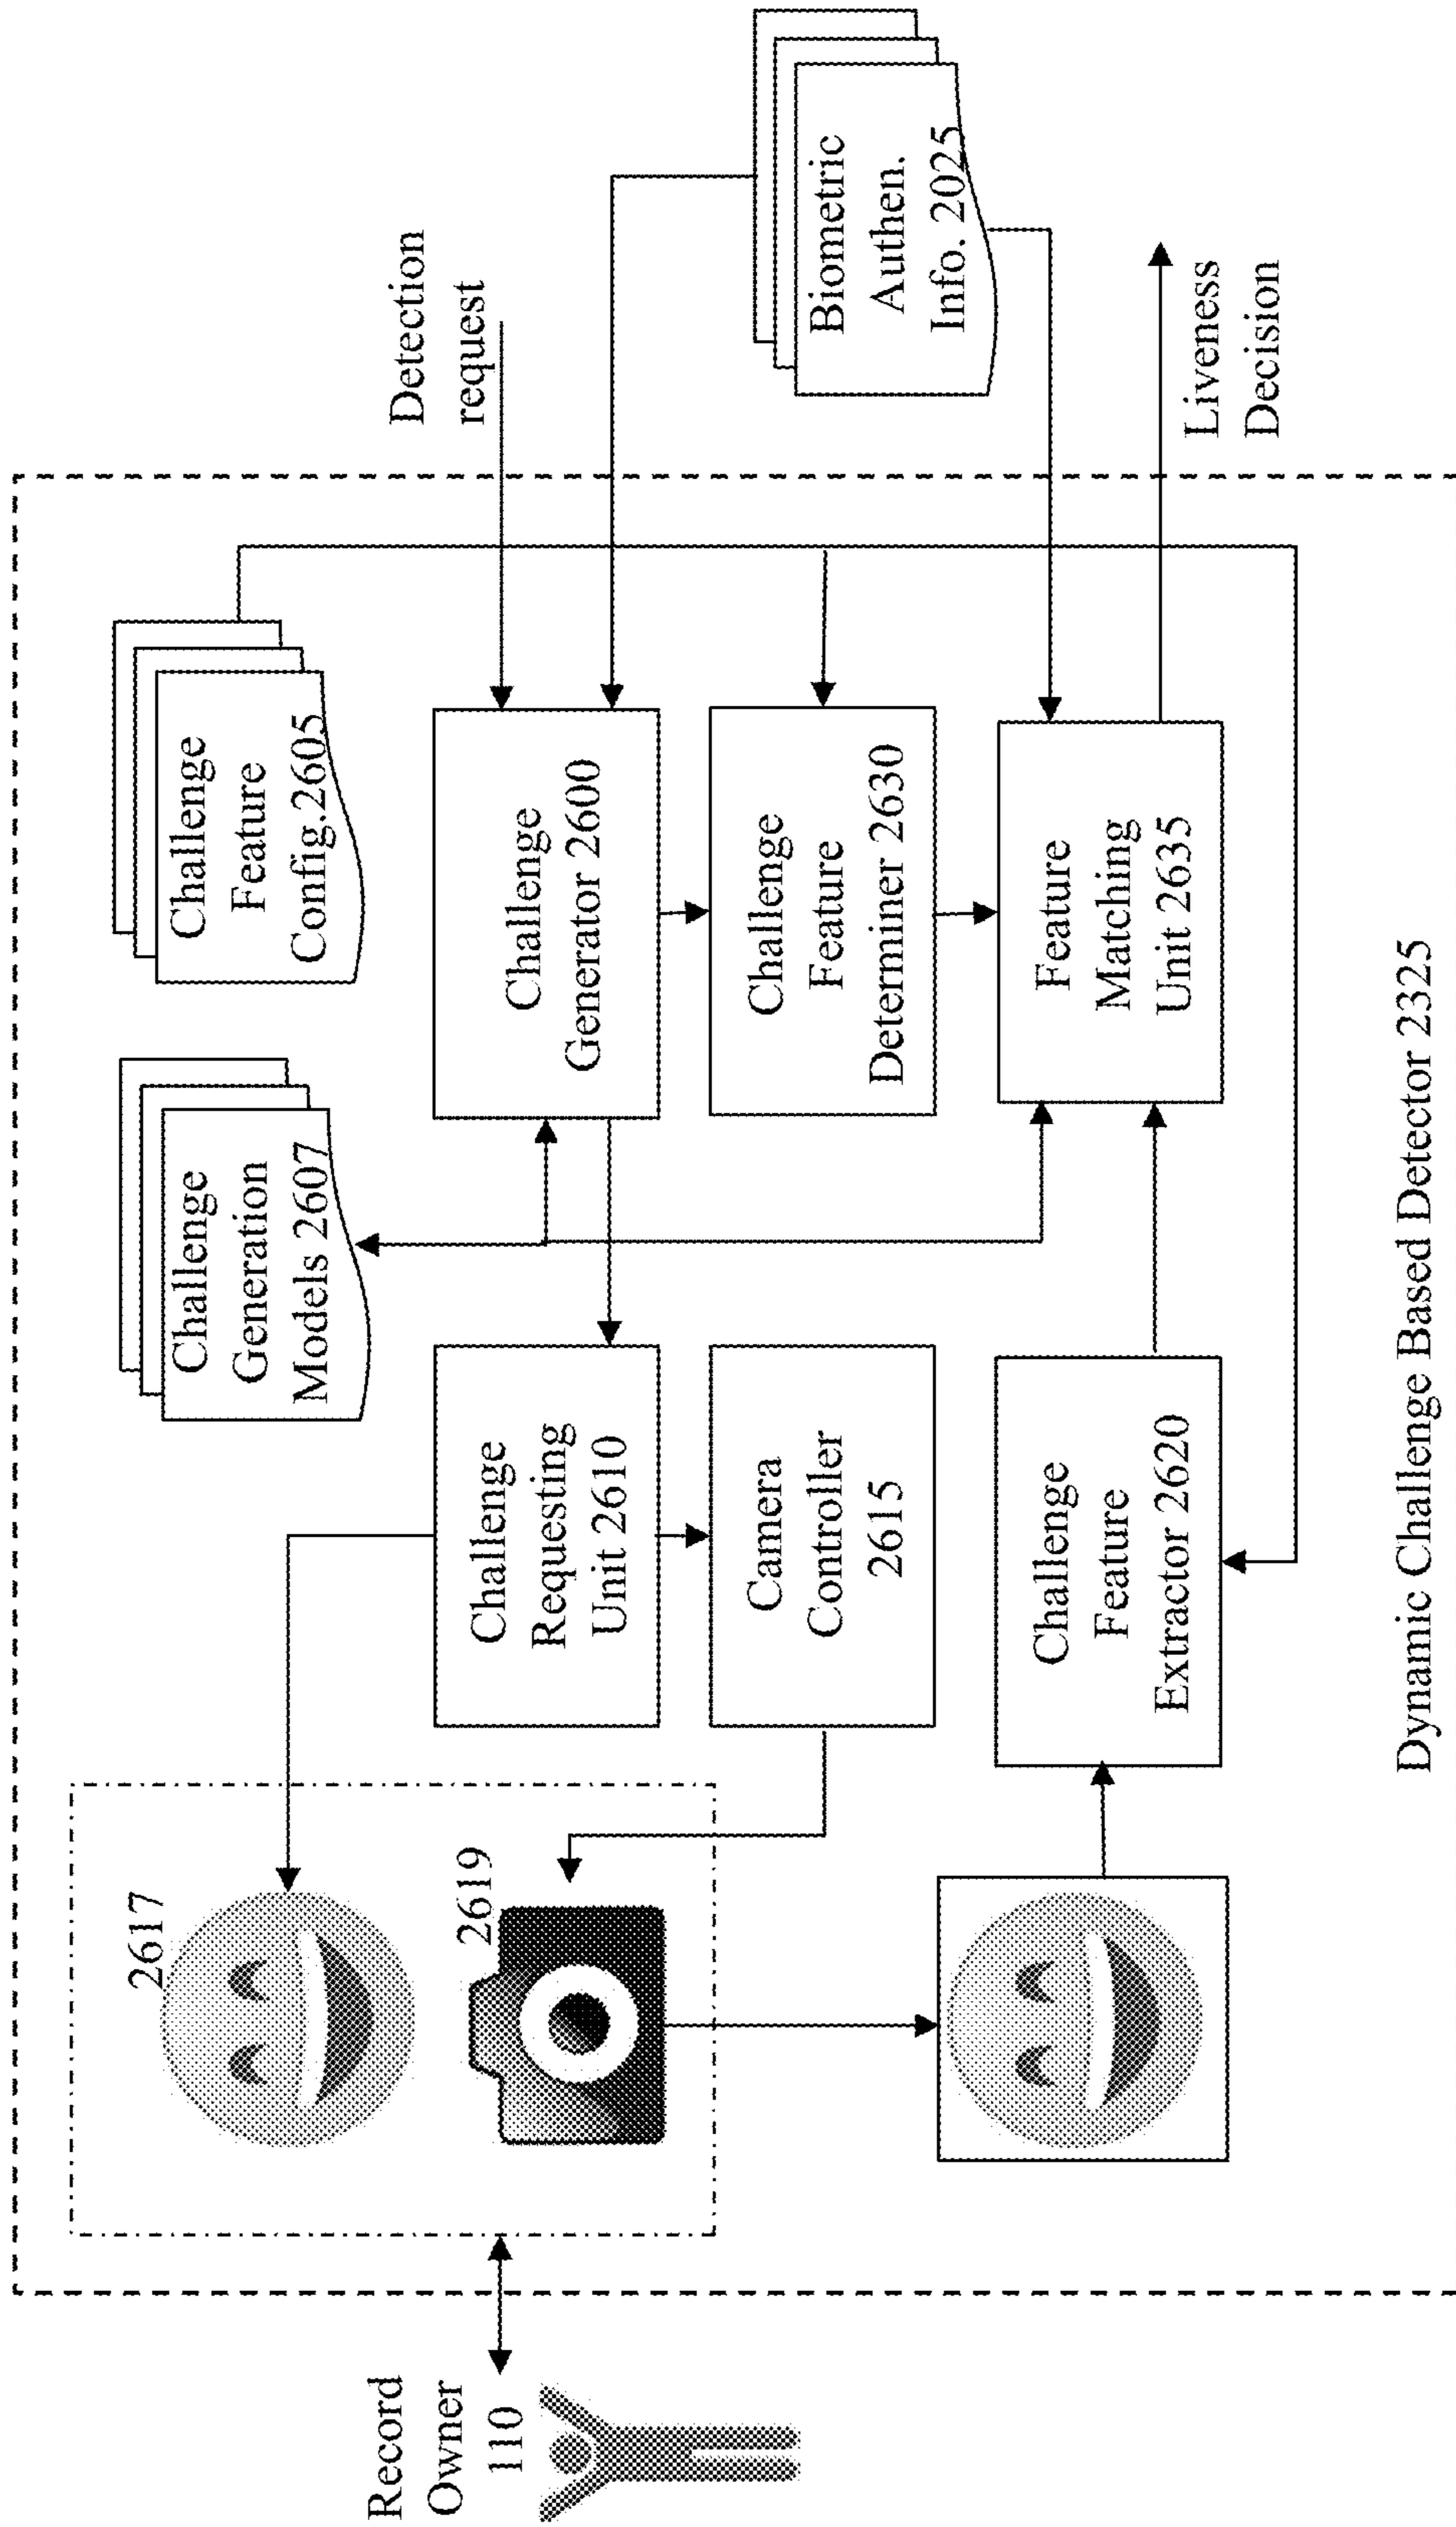 Record
Owner
110
2617
2619
Challenge
Requesting
Unit 2610
Camera
Controller
2615
Challenge
Feature
Extractor 2620
Challenge
Generation
Models 2607
Challenge
Feature
Config.2605
Challenge
Generator 2600
Challenge
Feature
Determiner 2630
Feature
Matching
Unit 2635
Detection
request
Biometric
Authen.
Info. 2025
Liveness
Decision
Dynamic Challenge Based Detector 2325